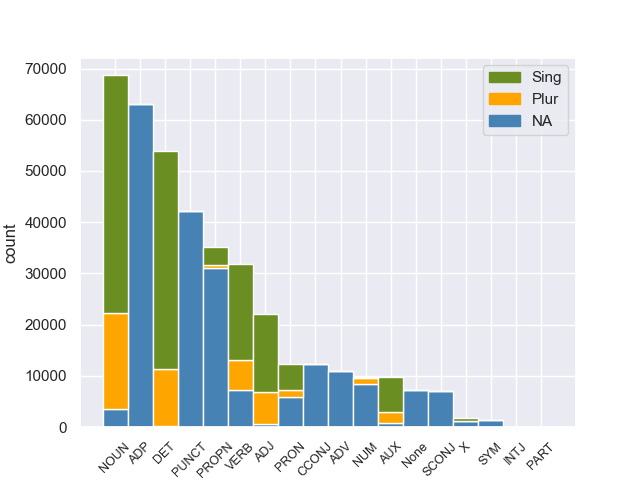 70000
60000
50000
40000
30000
20000
10000
0
count
Sing
Plur
NA
NOUN
ADP
DET
PUNCT
PROPN
VERB
ADJ
PRON
CCONJ
ADV
NUM
AUX
None
SCONJ
X
SYM
INTJ
PART